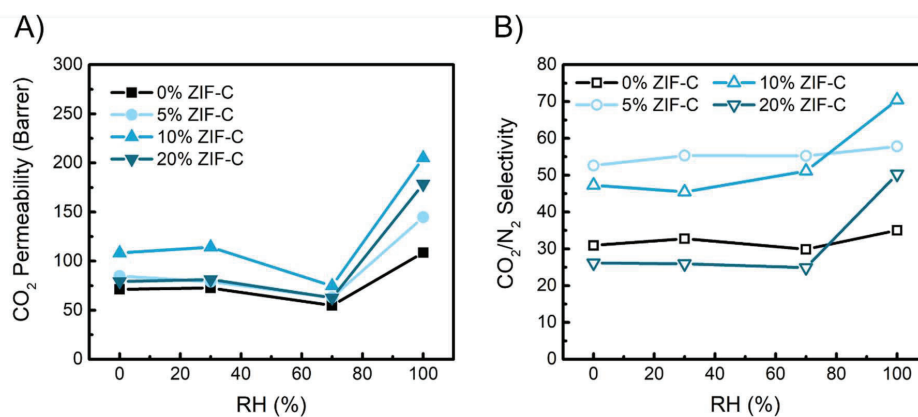 A)
CO₂ Permeability (Barrer)
300
250
200
150
100
50
0
0% ZIF-C
5% ZIF-C
10% ZIF-C
20% ZIF-C
0 20 40 60 80 100
RH (%)
B)
CO₂/N₂ Selectivity
80
70
60
50
40
30
20
10
0
0% ZIF-C 10% ZIF-C
5% ZIF-C 20% ZIF-C
0 20 40 60 80 100
RH (%)